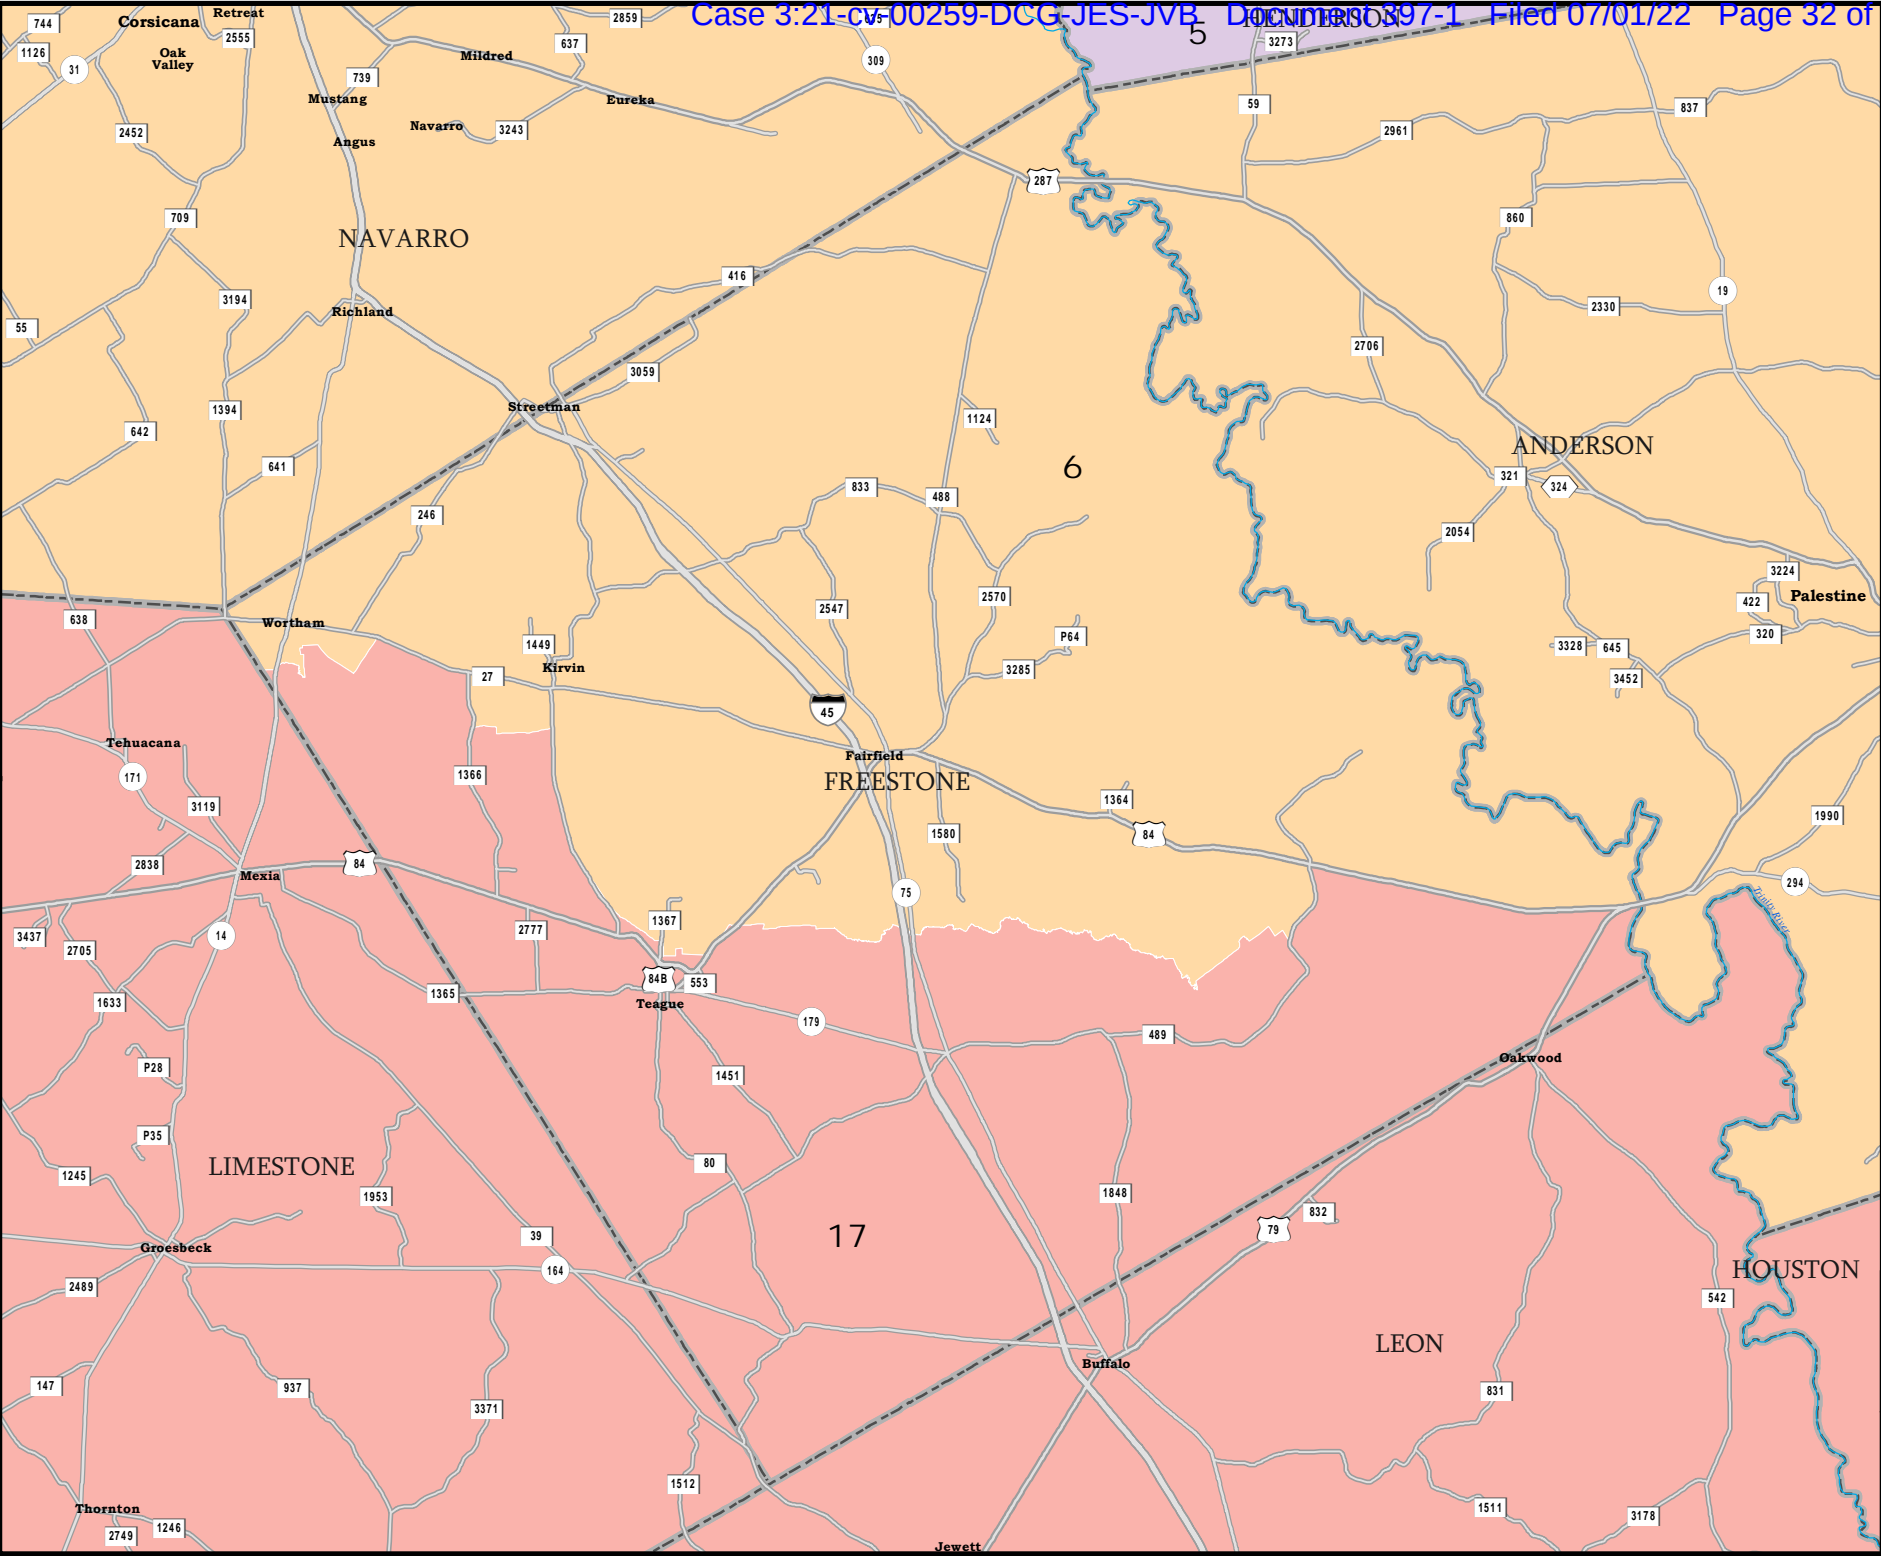 Case 3:21-cv-00259-DCG-JES-JVB Document 397-1 Filed 07/01/22 Page 32 of
HENDERSON
5
744
Corsicana
Retreat
2555
2859
635
3273
1126
Oak
Valley
31
637
Mildred
309
739
Mustang
Eureka
59
837
2452
Angus
Navarro
3243
2961
287
709
NAVARRO
860
416
19
3194
Richland
2330
55
2706
3059
1394
Streetman
1124
642
ANDERSON
641
6
321
324
833
488
246
2054
3224
2570
Palestine
422
638
Wortham
2547
320
1449
P64
3328
645
Kirvin
27
3285
3452
45
Tehuacana
Fairfield
171
1366
FREESTONE
3119
1364
1990
2838
84
1580
84
Mexia
75
294
Trinity River
1367
2777
3437
2705
14
84B
553
1365
Teague
1633
179
489
Oakwood
P28
1451
P35
LIMESTONE
80
1245
1953
1848
832
79
17
39
Groesbeck
164
HOUSTON
2489
542
LEON
Buffalo
147
937
831
3371
1512
Thornton
1511
3178
2749
1246
Jewett